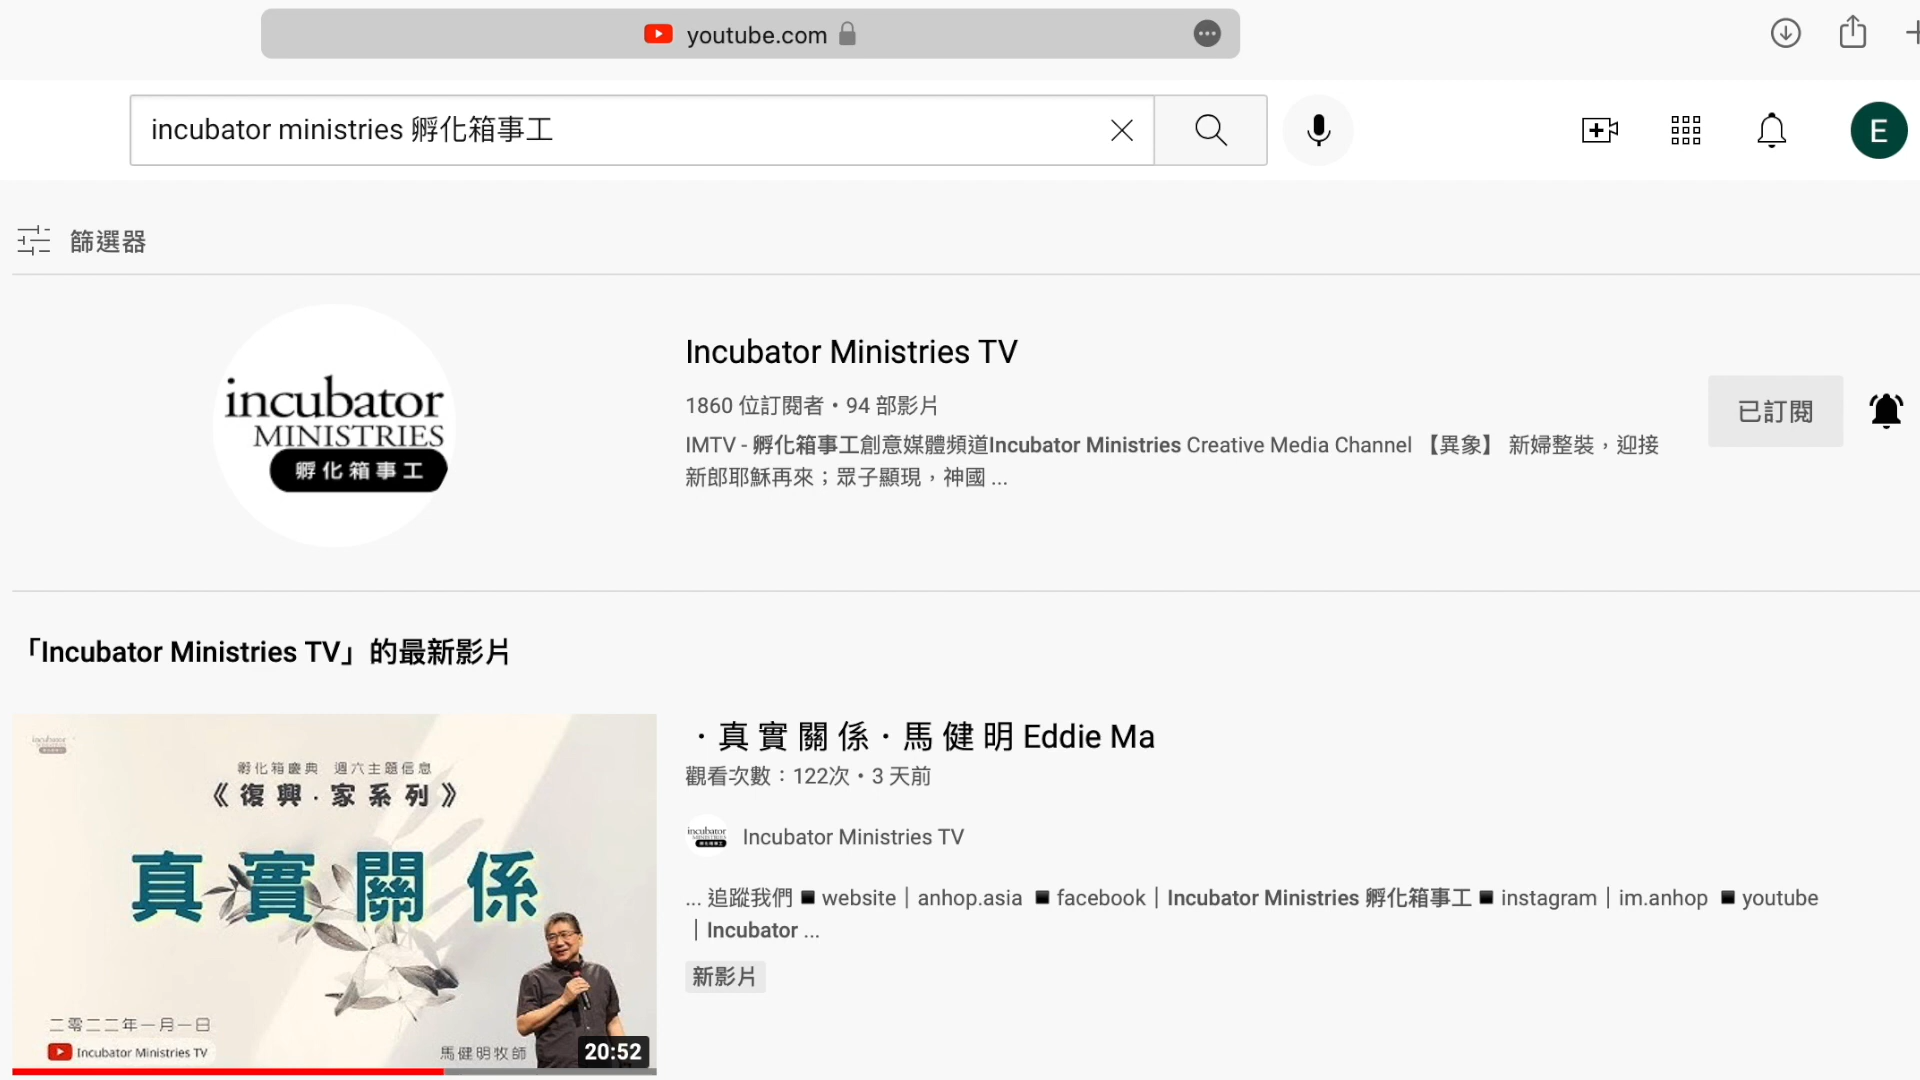 youtube.com
incubator ministries 孵化箱事工
E
篩選器
incubator
MINISTRIES
孵化箱事工
Incubator Ministries TV
1860 位訂閱者・94 部影片
IMTV - 孵化箱事工創意媒體頻道Incubator Ministries Creative Media Channel 【異象】 新婦整裝，迎接
新郎耶穌再來；眾子顯現，神國 ...
已訂閱
「Incubator Ministries TV」的最新影片
孵化箱慶典 週六主題信息
《復興．家系列》
真實關係
二零二二年一月一日
Incubator Ministries TV
馬健明牧師
20:52
・真 實 關 係・馬 健 明 Eddie Ma
觀看次數：122次・3 天前
incubator
MINISTRIES
孵化箱事工
Incubator Ministries TV
... 追蹤我們 ◾ website｜anhop.asia ◾ facebook｜Incubator Ministries 孵化箱事工 ◾ instagram｜im.anhop ◾ youtube
｜Incubator ...
新影片